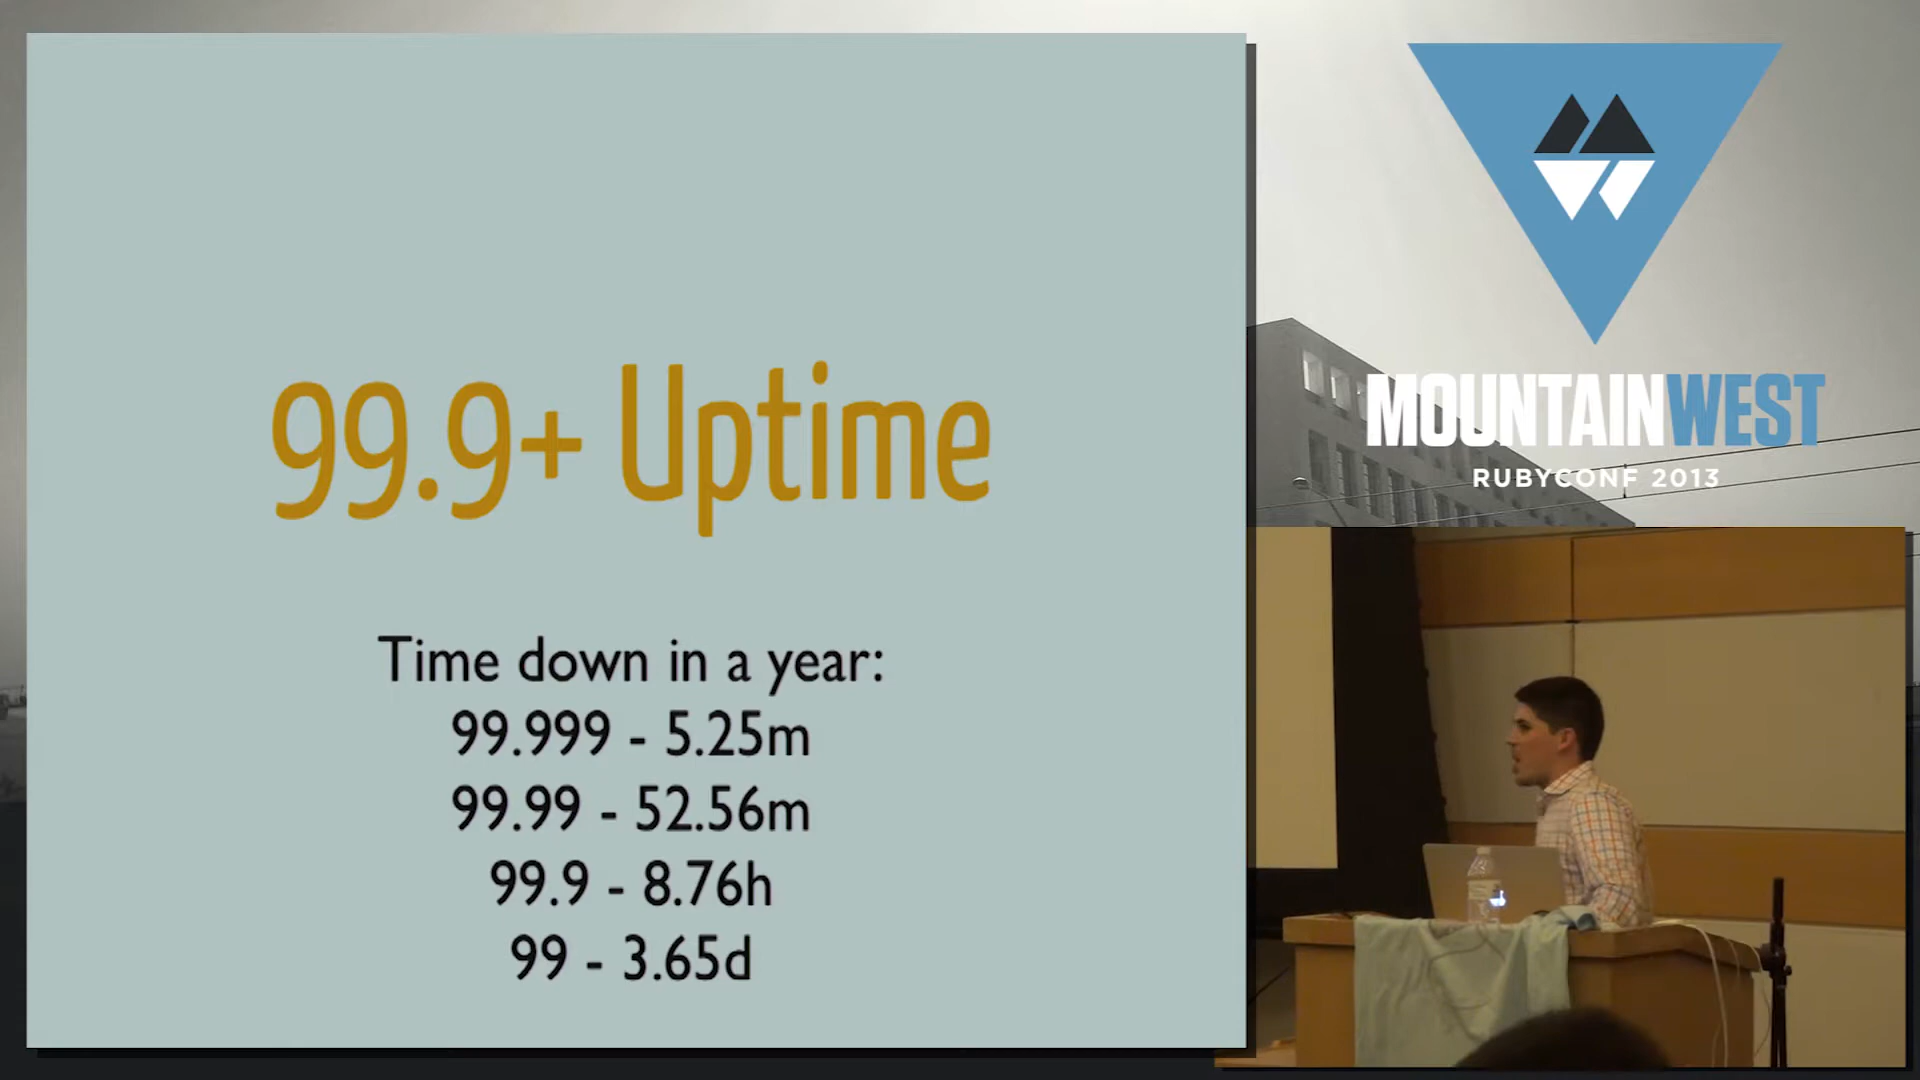 99.9+ Uptime
Time down in a year:
99.999 - 5.25m
99.99 - 52.56m
99.9 - 8.76h
99 - 3.65d
MOUNTAINWEST
RUBYCONF 2013